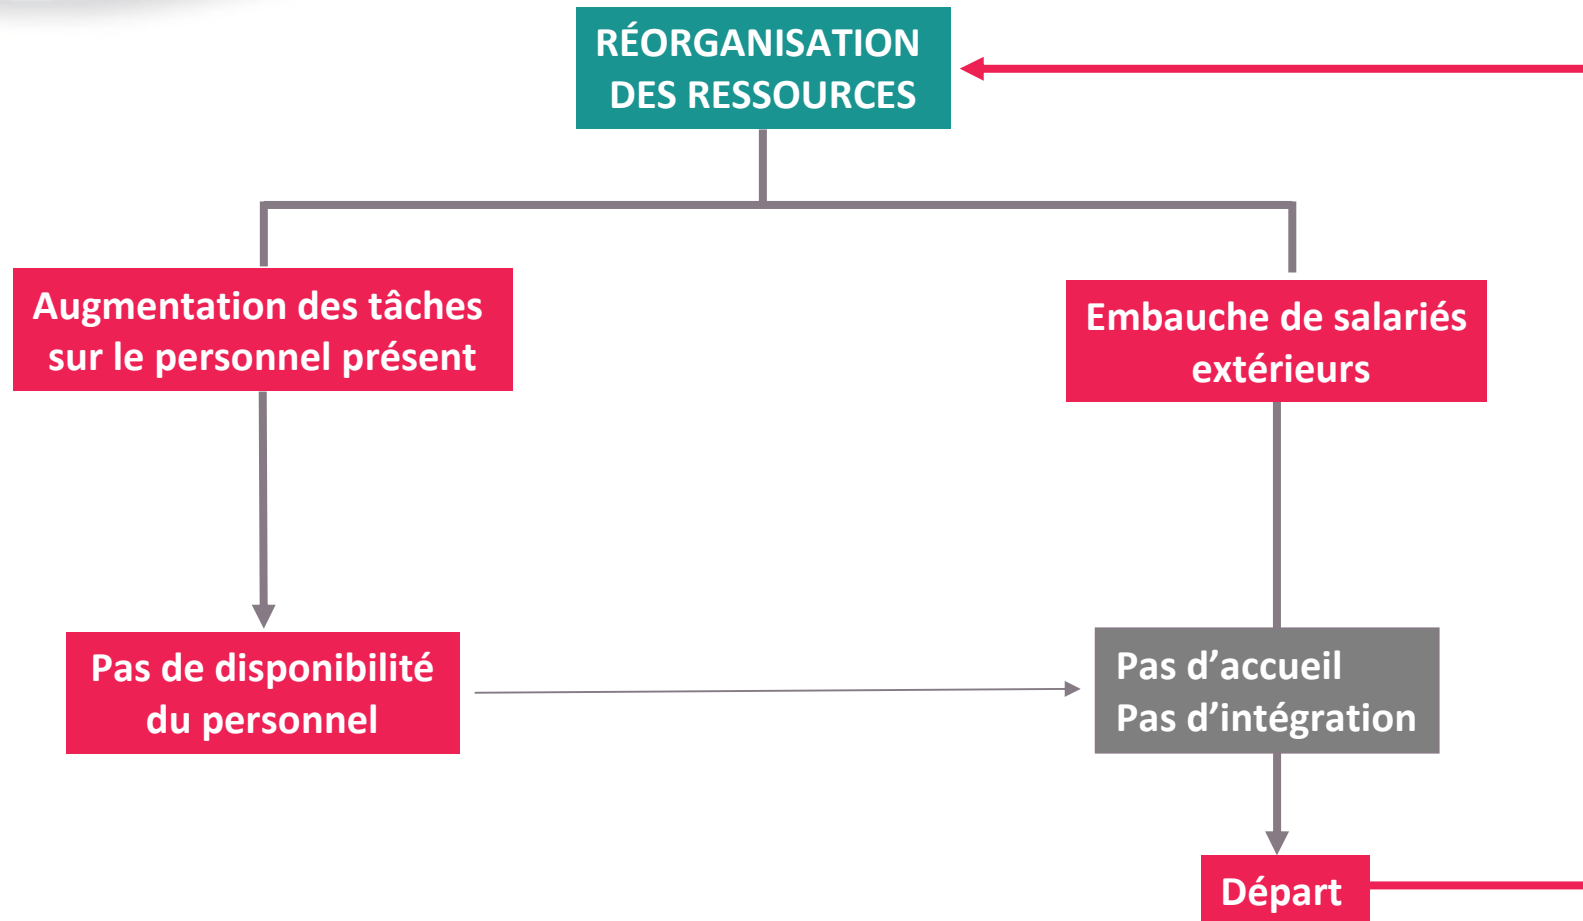 RÉORGANISATION
DES RESSOURCES
Augmentation des tâches
sur le personnel présent
Embauche de salariés
extérieurs
Pas de disponibilité
du personnel
Pas d’accueil
Pas d’intégration
Départ